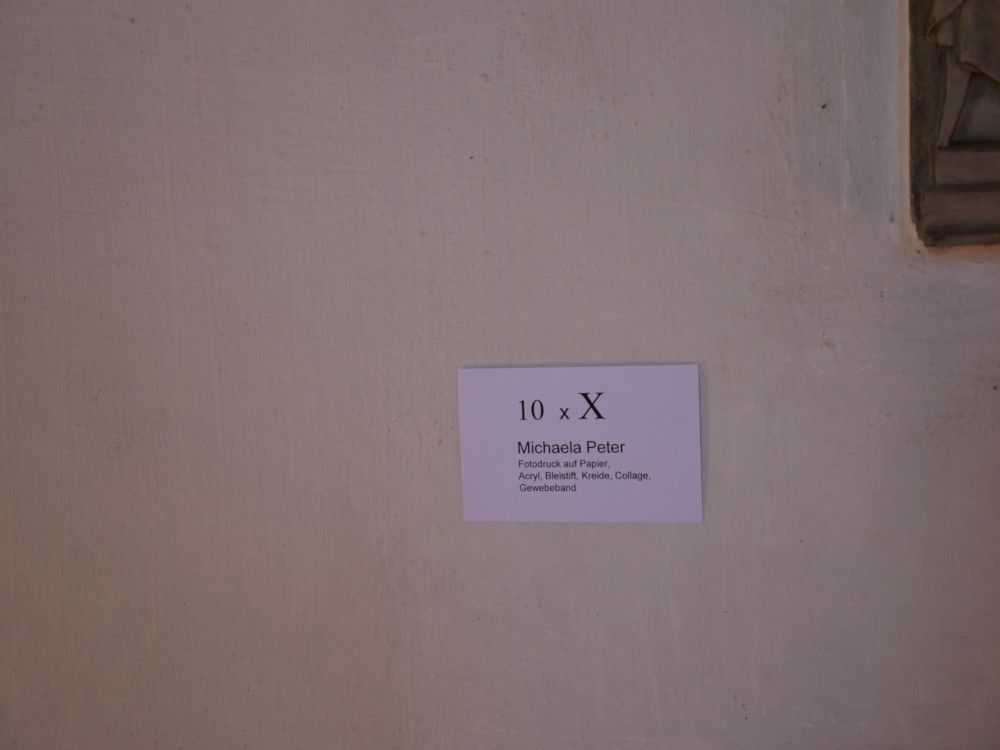 10 x X
Michaela Peter
Fotodruck auf Papier,
Acryl, Bleistift, Kreide, Collage,
Gewebeband